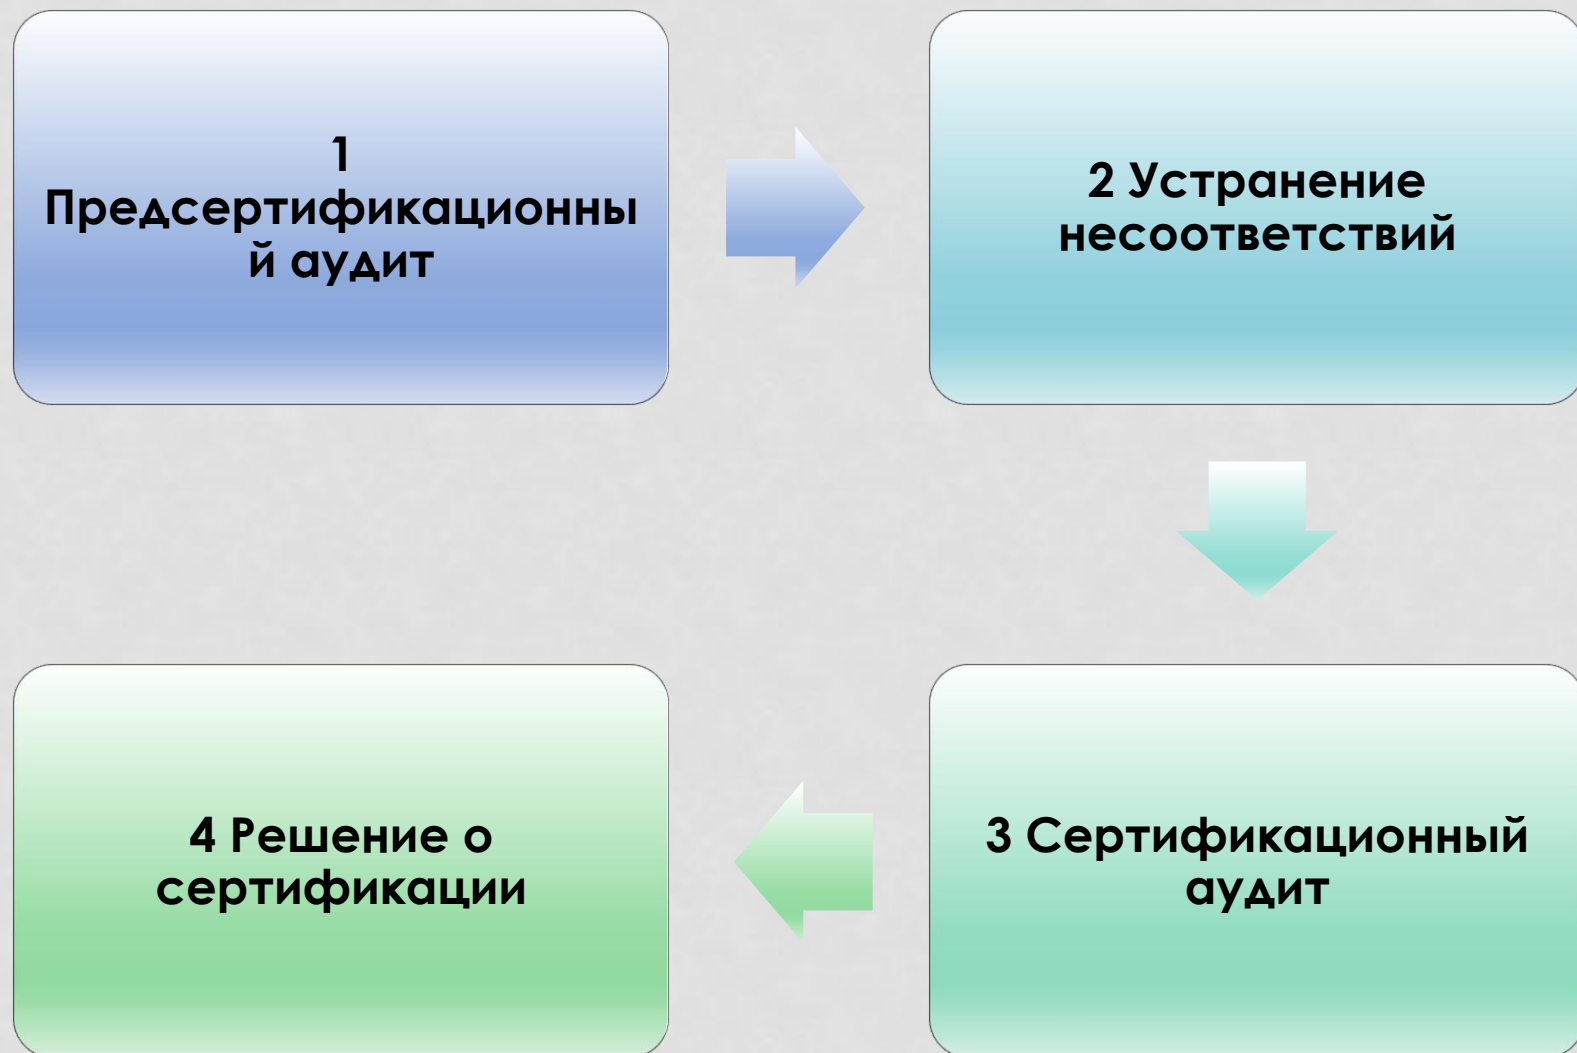 1
Предсертификационны
й аудит
2 Устранение
несоответствий
3 Сертификационный
аудит
4 Решение о
сертификации